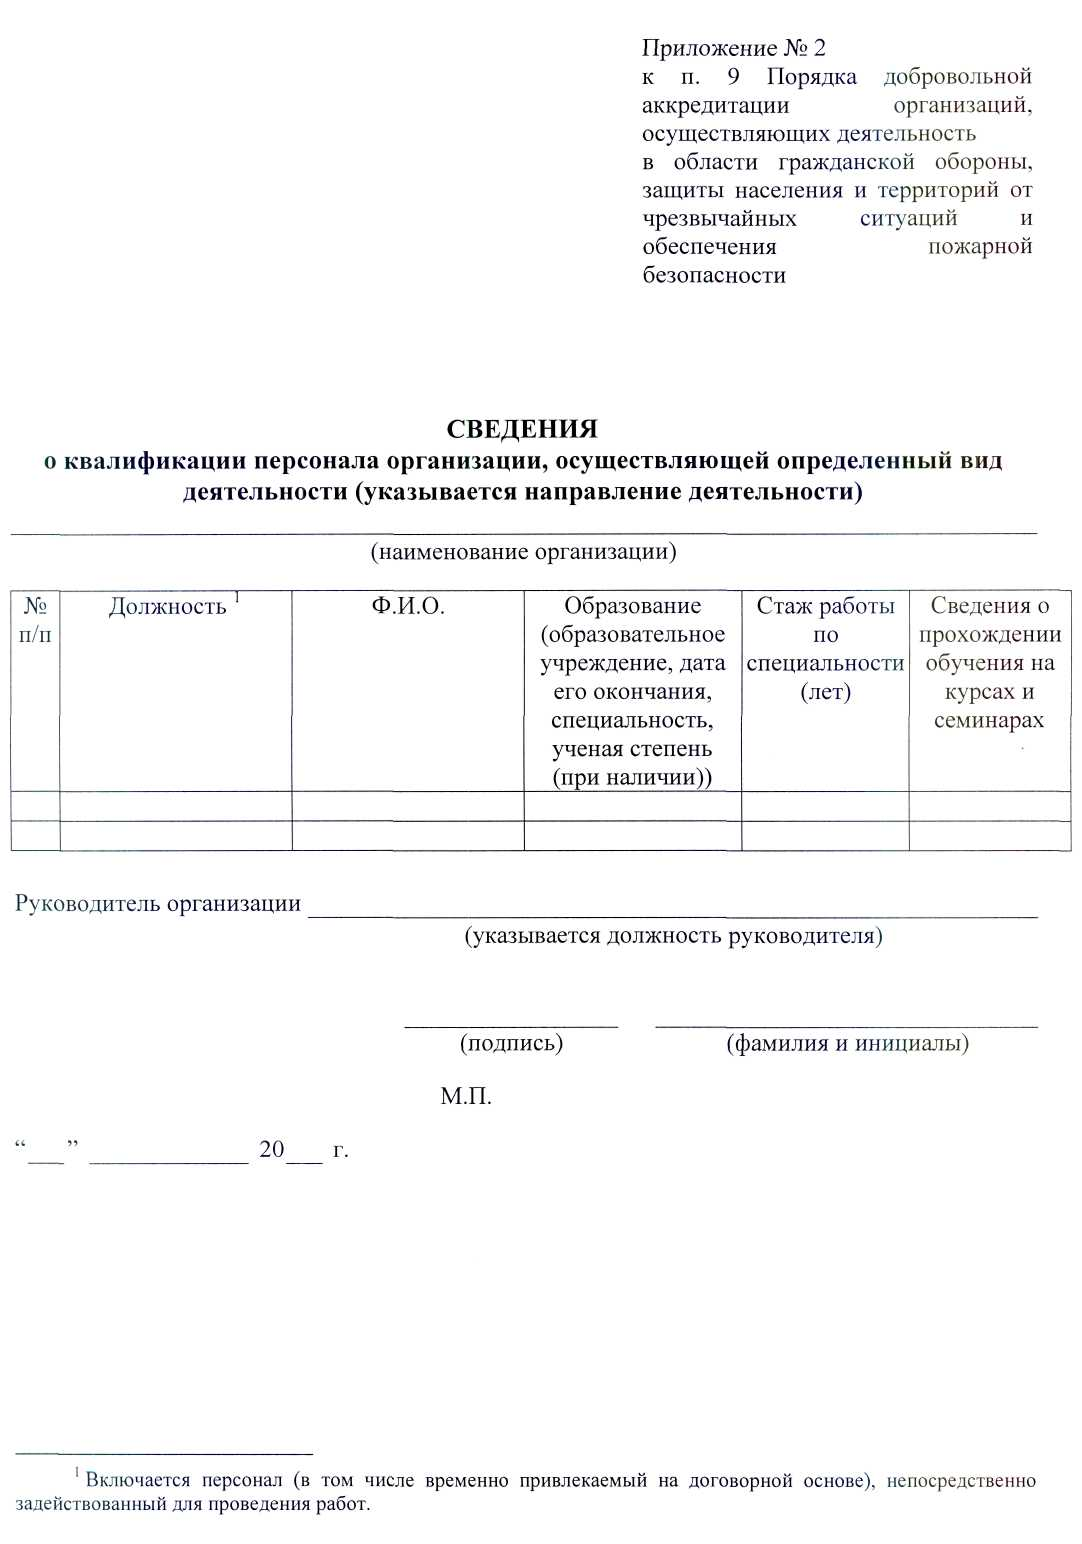 Приложение № 2
к п. 9 Порядка добровольной
аккредитации организаций,
осуществляющих деятельность
в области гражданской обороны,
защиты населения и территорий от
чрезвычайных ситуаций и
обеспечения пожарной
безопасности
СВЕДЕНИЯ
о квалификации персонала организации, осуществляющей определенный вид
деятельности (указывается направление деятельности)
(наименование организации)
№
п/п
Должность 1
Ф.И.О.
Образование
(образовательное
учреждение, дата
его окончания,
специальность,
ученая степень
(при наличии))
Стаж работы
по
специальности
(лет)
Сведения о
прохождении
обучения на
курсах и
семинарах
Руководитель организации
(указывается должность руководителя)
(подпись) (фамилия и инициалы)
М.П.
“___” _____________ 20___ г.
1 Включается персонал (в том числе временно привлекаемый на договорной основе), непосредственно
задействованный для проведения работ.